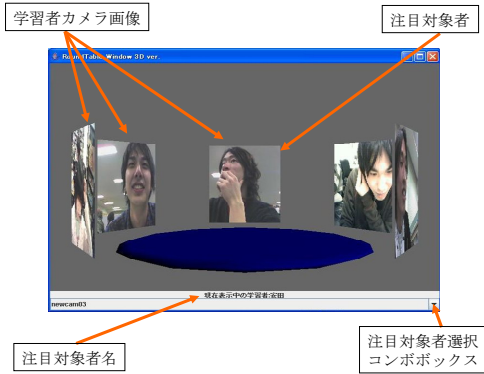 学習者カメラ画像
注目対象者
RoundTable Window 3D ver.
現在表示中の学習者:安田
newcam03
注目対象者名
注目対象者選択
コンボボックス